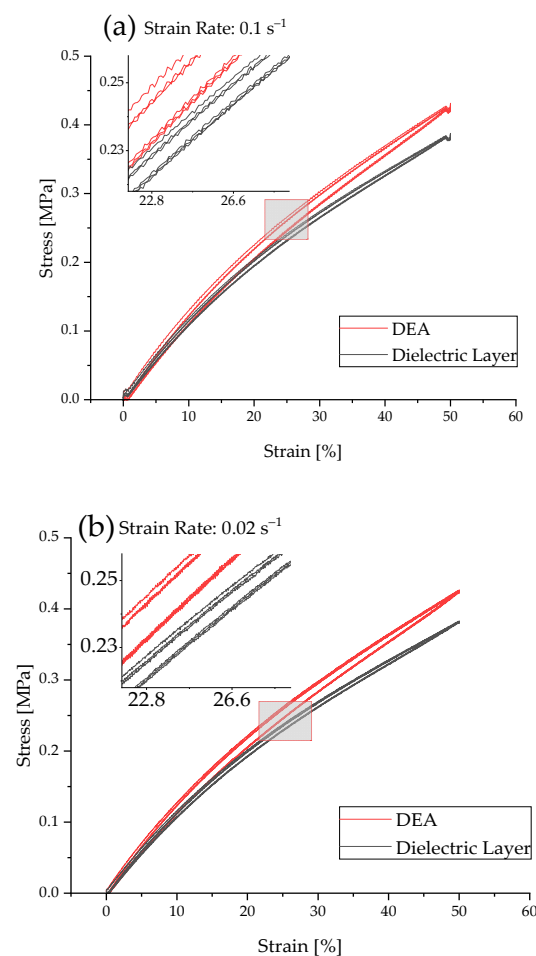 (a) Strain Rate: 0.1 s⁻¹
0.5
0.4
0.3
0.2
0.1
0.0
Stress [MPa]
0.25
0.23
22.8 26.6
DEA
Dielectric Layer
0 10 20 30 40 50 60
Strain [%]
(b) Strain Rate: 0.02 s⁻¹
0.5
0.4
0.3
0.2
0.1
0.0
Stress [MPa]
0.25
0.23
22.8 26.6
DEA
Dielectric Layer
0 10 20 30 40 50 60
Strain [%]